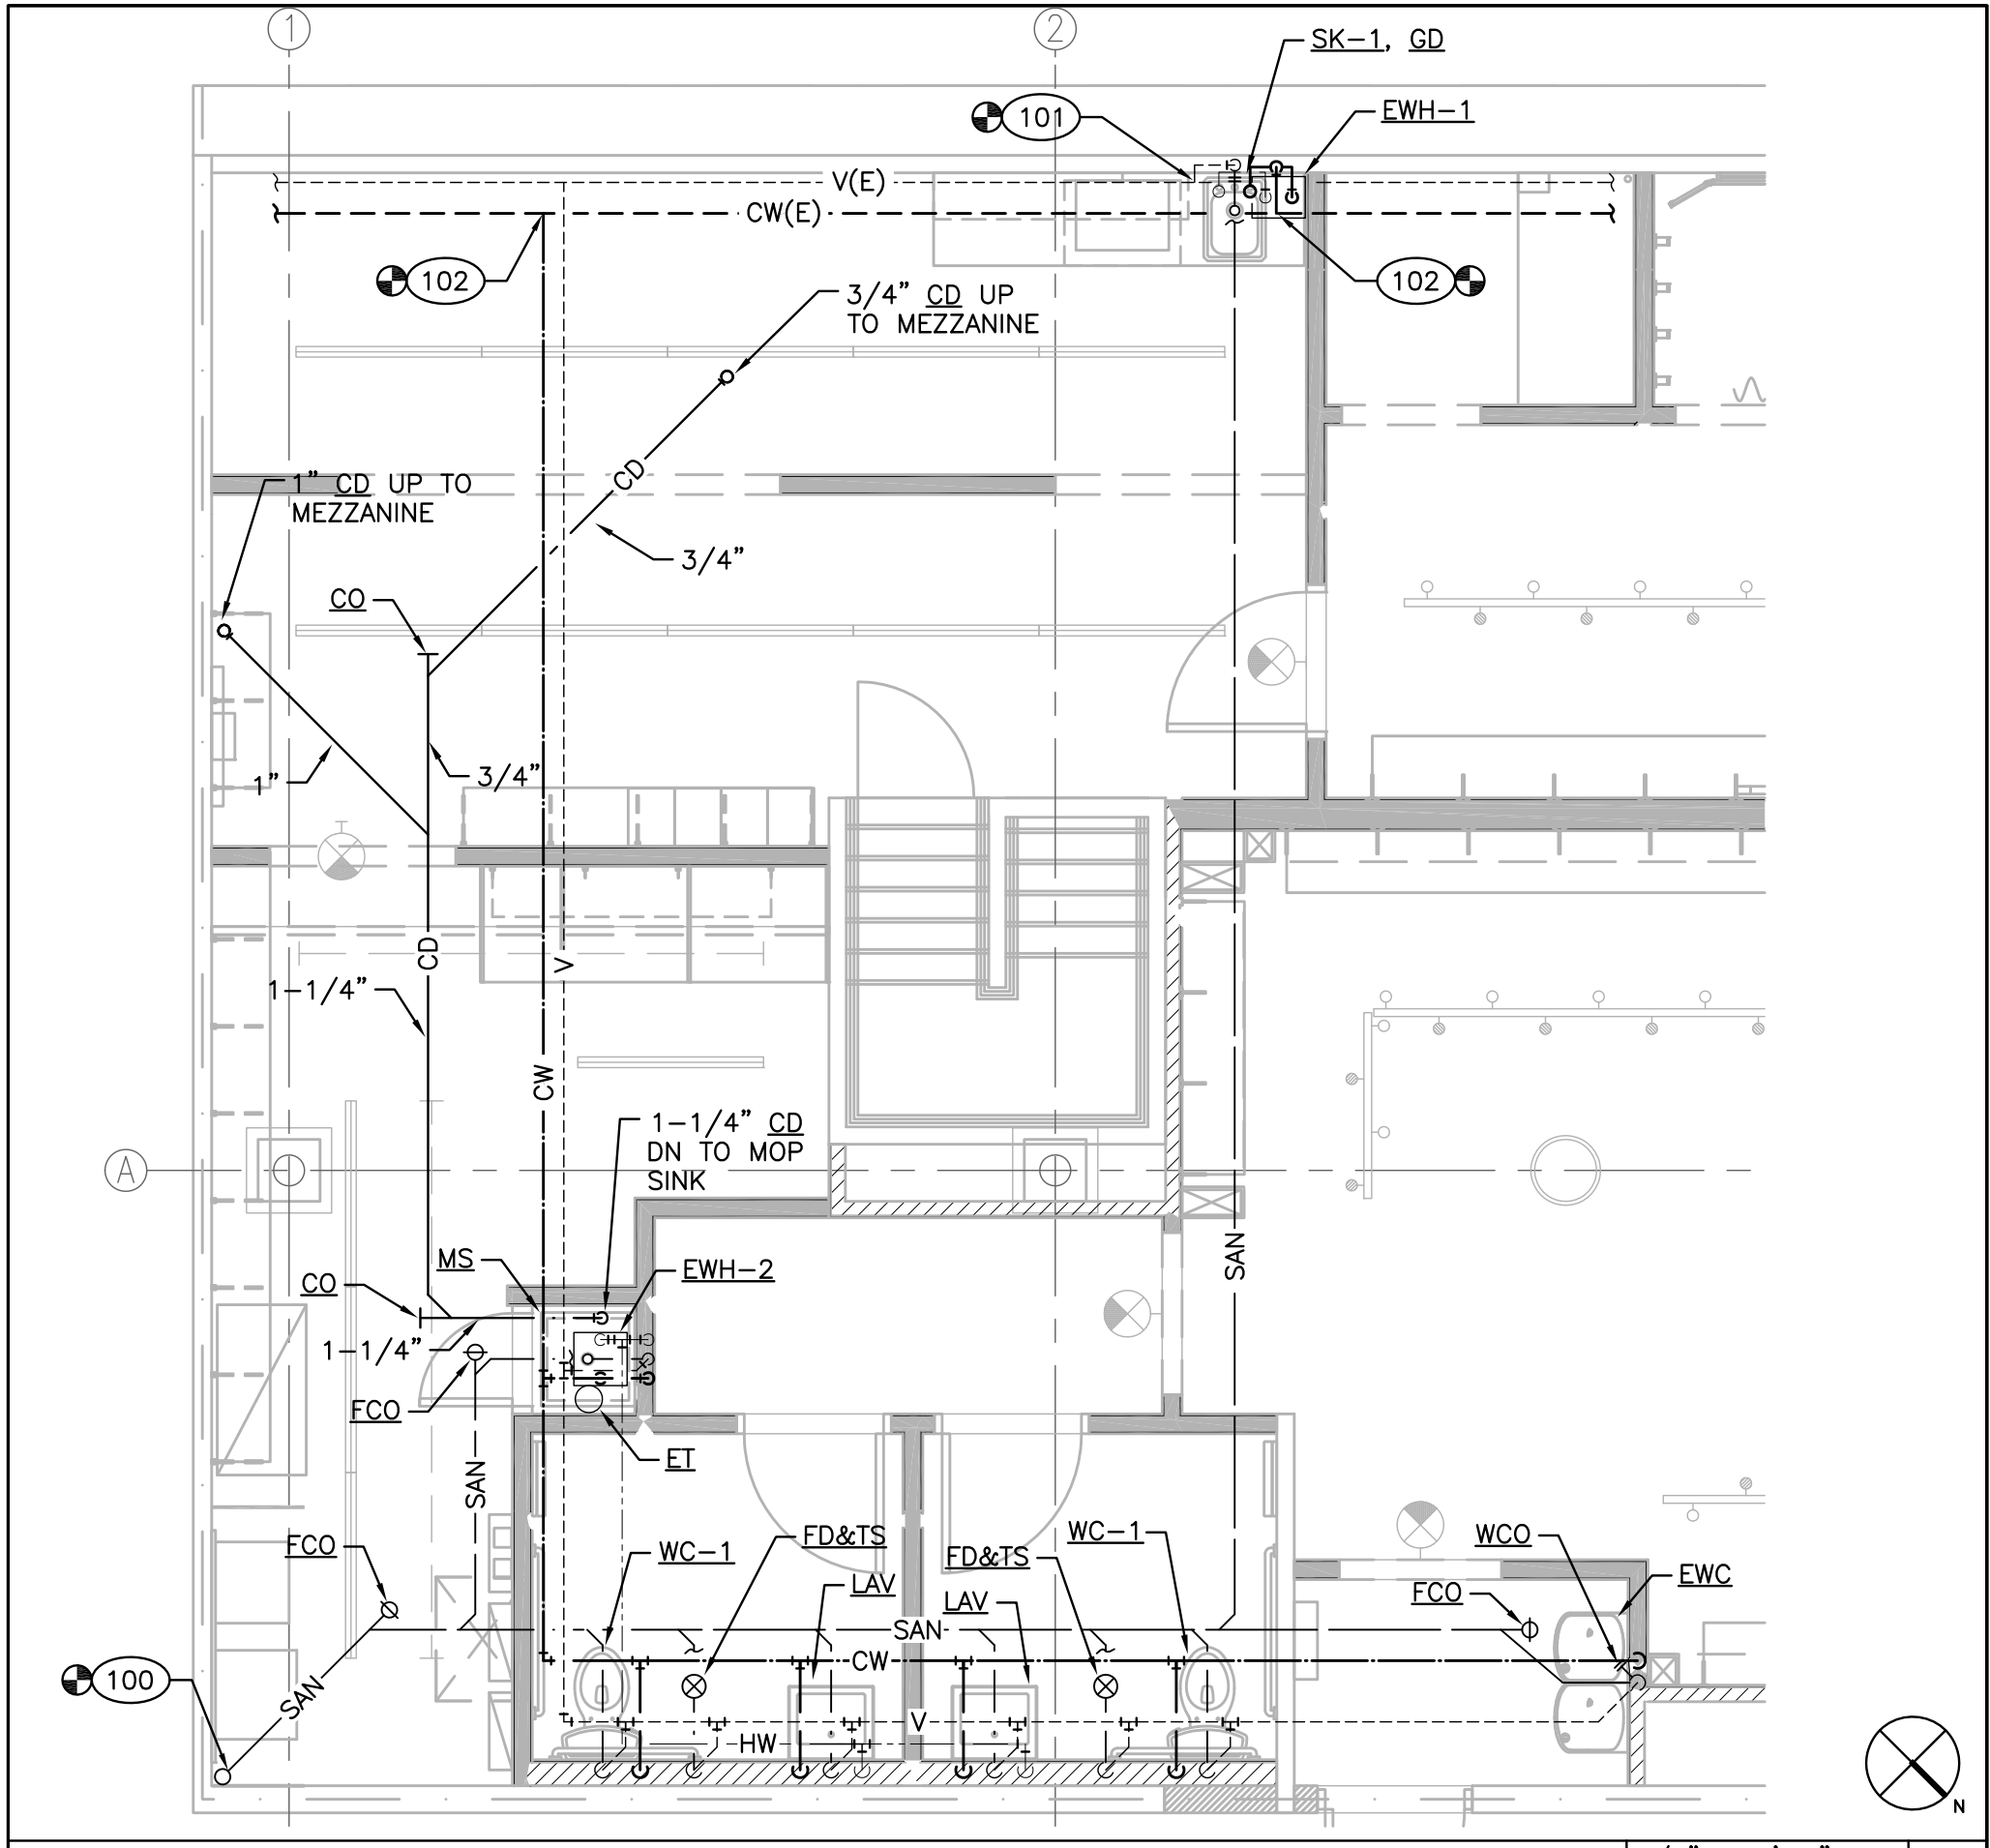 1
2
SK-1, GD
101
EWH-1
V(E)
CW(E)
102
102
3/4" CD UP
TO MEZZANINE
CD
1" CD UP TO
MEZZANINE
3/4"
CO
3/4"
1"
CD
V
1-1/4"
CW
1-1/4" CD
DN TO MOP
SINK
A
SAN
MS
EWH-2
CO
1-1/4"
FCO
ET
SAN
FCO
WC-1
FD&TS
LAV
FD&TS
WC-1
LAV
WCO
EWC
FCO
SAN
CW
100
SAN
V
HW
N